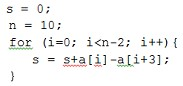 s = 0;
n = 10;
for (i=0; i<n-2; i++){
    s = s+a[i]-a[i+3];
}